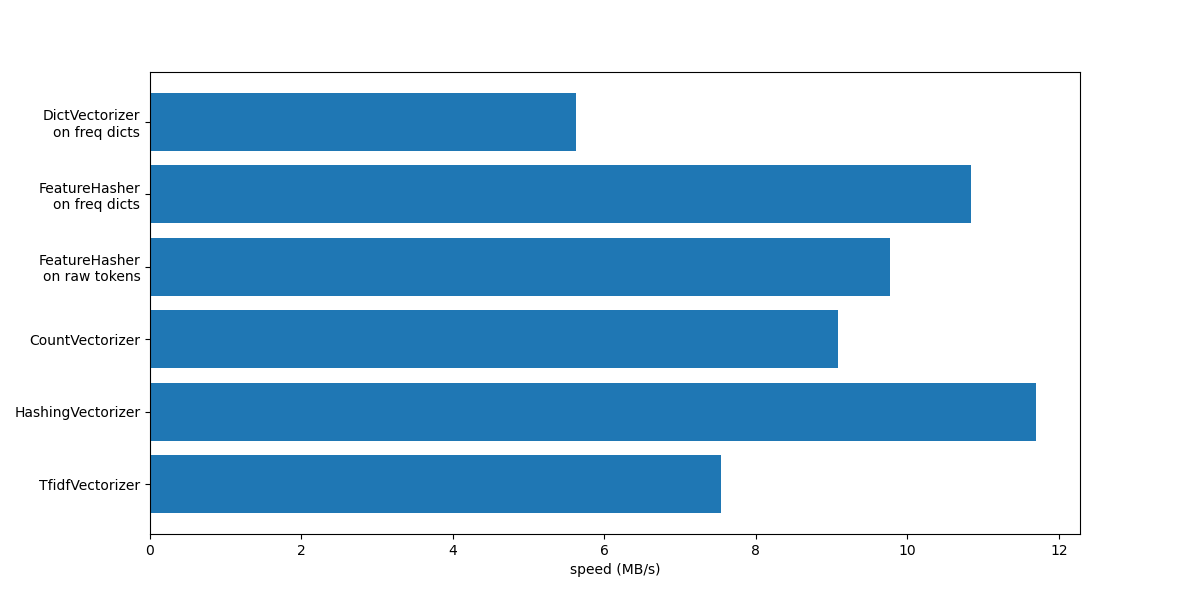 DictVectorizer
on freq dicts
FeatureHasher
on freq dicts
FeatureHasher
on raw tokens
CountVectorizer
HashingVectorizer
TfidfVectorizer
0 2 4 6 8 10 12
speed (MB/s)